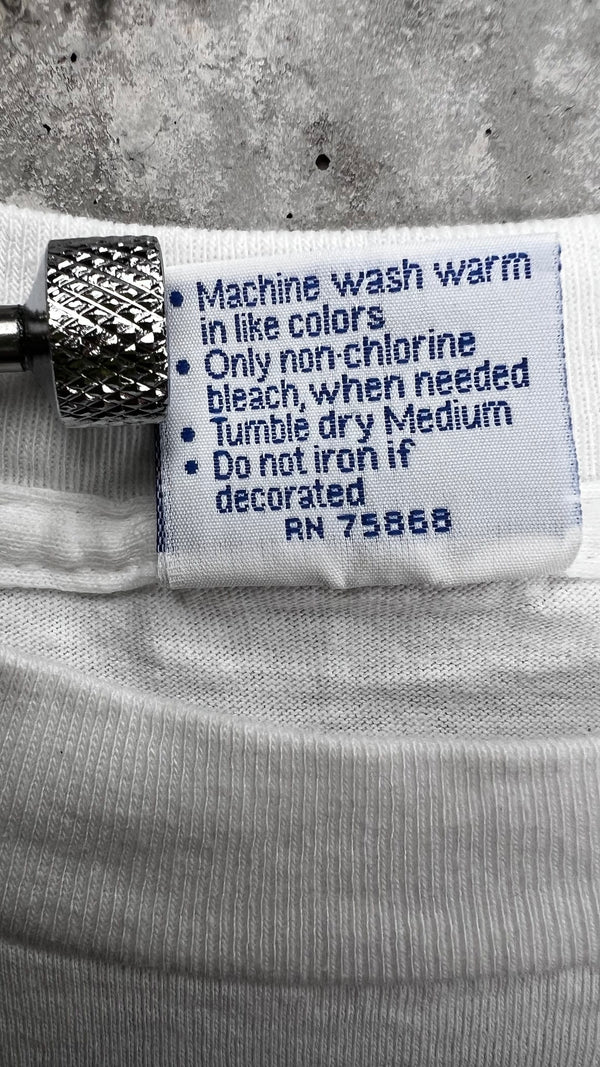 • Machine wash warm
in like colors
• Only non-chlorine
bleach, when needed
• Tumble dry Medium
• Do not iron if
decorated
RN 75868